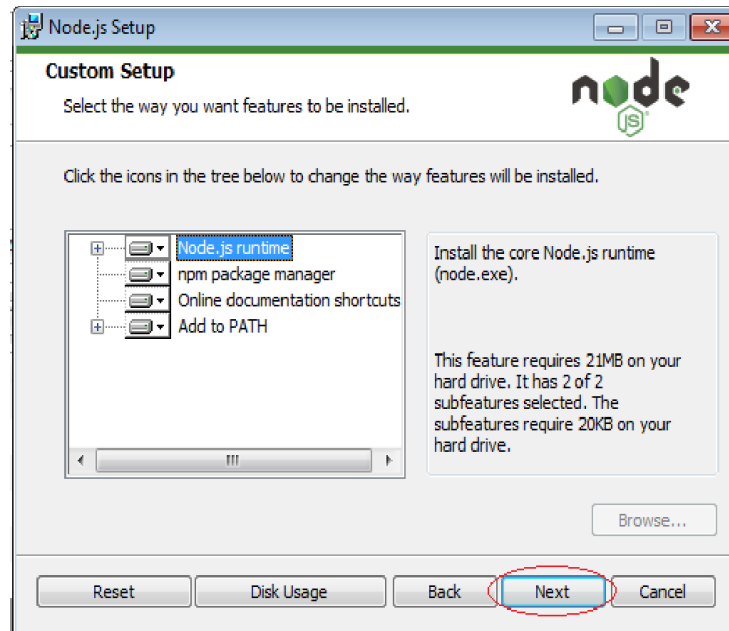 Node.js Setup
Custom Setup
Select the way you want features to be installed.
node
JS
Click the icons in the tree below to change the way features will be installed.
Node.js runtime
npm package manager
Online documentation shortcuts
Add to PATH
Install the core Node.js runtime
(node.exe).
This feature requires 21MB on your
hard drive. It has 2 of 2
subfeatures selected. The
subfeatures require 20KB on your
hard drive.
Browse...
Reset
Disk Usage
Back
Next
Cancel